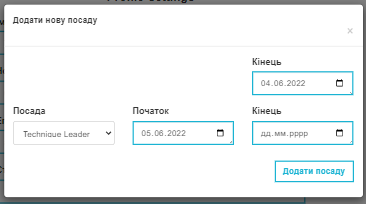 Додати нову посаду
×
Кінець
04.06.2022
Посада Початок Кінець
Technique Leader 05.06.2022 дд.мм.рррр
Додати посаду